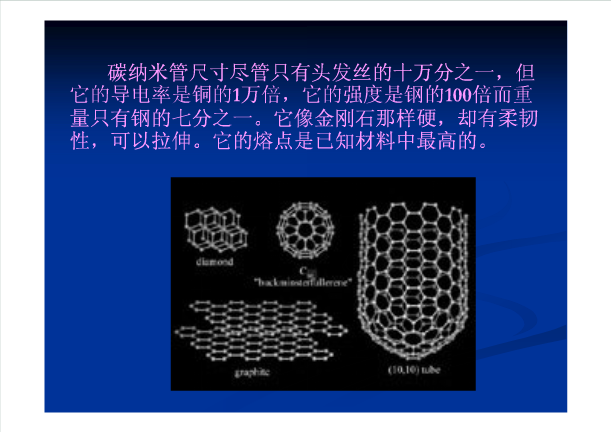 碳纳米管尺寸尽管只有头发丝的十万分之一，但
它的导电率是铜的1万倍，它的强度是钢的100倍而重
量只有钢的七分之一。它像金刚石那样硬，却有柔韧
性，可以拉伸。它的熔点是已知材料中最高的。
diamond
C
"buckminsterfullerene"
graphite
(10,10) tube